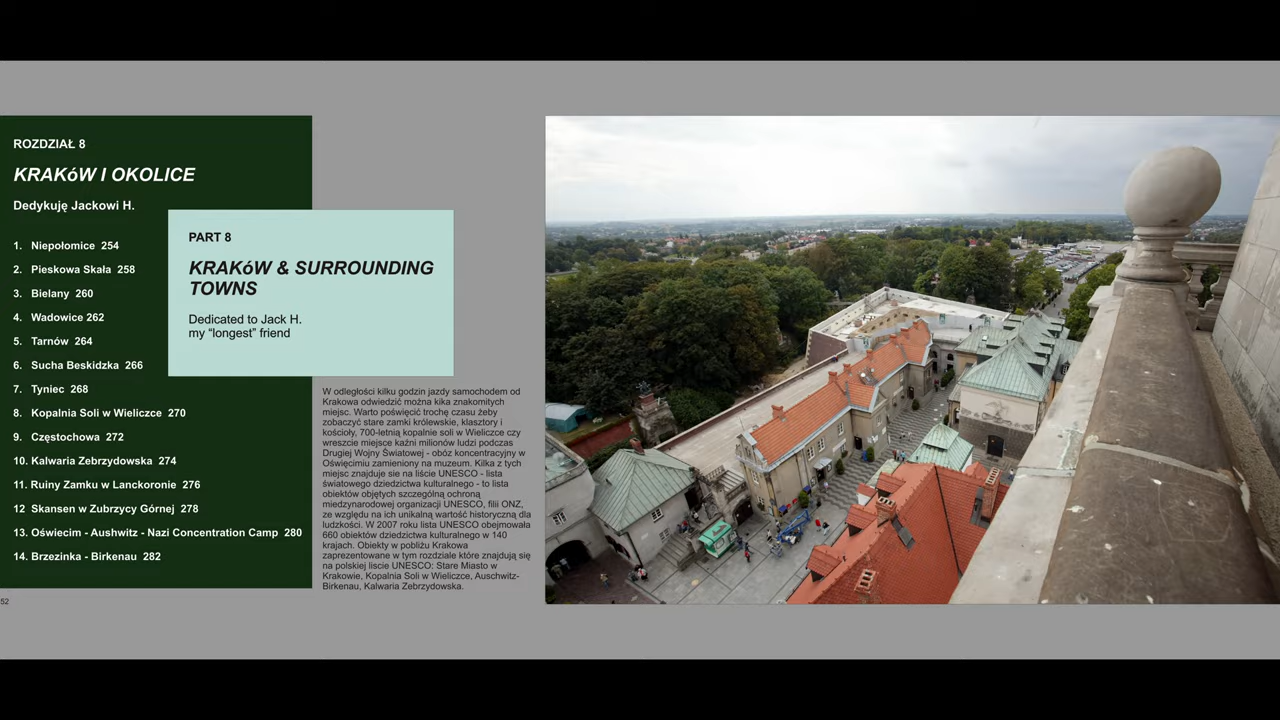 ROZDZIAŁ 8
KRAKóW I OKOLICE
Dedykuję Jackowi H.
1. Niepołomice 254
2. Pieskowa Skała 258
3. Bielany 260
4. Wadowice 262
5. Tarnów 264
6. Sucha Beskidzka 266
7. Tyniec 268
8. Kopalnia Soli w Wieliczce 270
9. Częstochowa 272
10. Kalwaria Zebrzydowska 274
11. Ruiny Zamku w Lanckoronie 276
12 Skansen w Zubrzycy Górnej 278
13. Oświecim - Aushwitz - Nazi Concentration Camp 280
14. Brzezinka - Birkenau 282
52
PART 8
KRAKóW & SURROUNDING
TOWNS
Dedicated to Jack H.
my “longest” friend
W odległości kilku godzin jazdy samochodem od
Krakowa odwiedzić można kika znakomitych
miejsc. Warto poświęcić trochę czasu żeby
zobaczyć stare zamki królewskie, klasztory i
kościoły, 700-letnią kopalnie soli w Wieliczce czy
wreszcie miejsce kaźni milionów ludzi podczas
Drugiej Wojny Światowej - obóz koncentracyjny w
Oświęcimiu zamieniony na muzeum. Kilka z tych
miejsc znajduje sie na liście UNESCO - lista
światowego dziedzictwa kulturalnego - to lista
obiektów objętych szczególną ochroną
miedzynarodowej organizacji UNESCO, filii ONZ,
ze względu na ich unikalną wartość historyczną dla
ludzkości. W 2007 roku lista UNESCO obejmowała
660 obiektów dziedzictwa kulturalnego w 140
krajach. Obiekty w pobliżu Krakowa
zaprezentowane w tym rozdziale które znajdują się
na polskiej liscie UNESCO: Stare Miasto w
Krakowie, Kopalnia Soli w Wieliczce, Auschwitz-
Birkenau, Kalwaria Zebrzydowska.